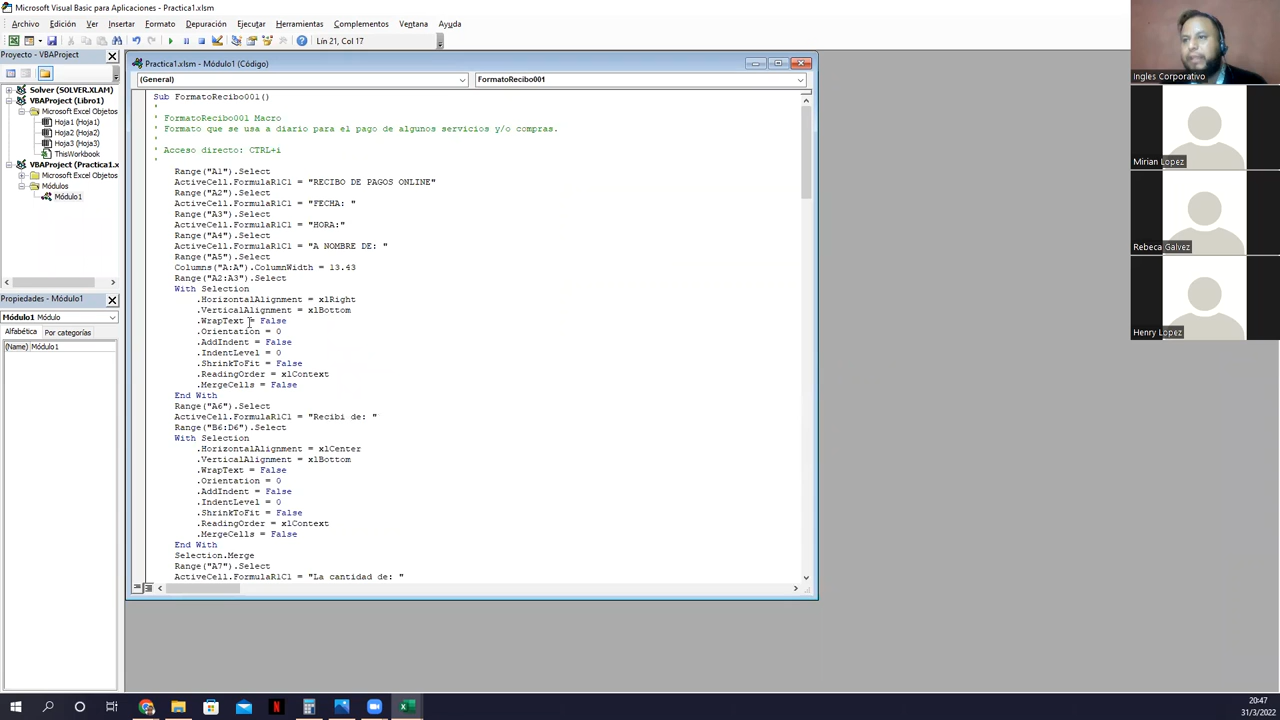 Microsoft Visual Basic para Aplicaciones - Practica1.xlsm
Archivo Edición Ver Insertar Formato Depuración Ejecutar Herramientas Complementos Ventana Ayuda
Lín 21, Col 17
Proyecto - VBAProject
Solver (SOLVER.XLAM)
VBAProject (Libro1)
Microsoft Excel Objetos
Hoja1 (Hoja1)
Hoja2 (Hoja2)
Hoja3 (Hoja3)
ThisWorkbook
VBAProject (Practica1.x
Microsoft Excel Objetos
Módulos
Módulo1
Propiedades - Módulo1
Módulo1 Módulo
Alfabética Por categorías
(Name) Módulo1
Practica1.xlsm - Módulo1 (Código)
(General) FormatoRecibo001
Sub FormatoRecibo001()
'
' FormatoRecibo001 Macro
' Formato que se usa a diario para el pago de algunos servicios y/o compras.
'
' Acceso directo: CTRL+i
'
Range("A1").Select
ActiveCell.FormulaR1C1 = "RECIBO DE PAGOS ONLINE"
Range("A2").Select
ActiveCell.FormulaR1C1 = "FECHA: "
Range("A3").Select
ActiveCell.FormulaR1C1 = "HORA:"
Range("A4").Select
ActiveCell.FormulaR1C1 = "A NOMBRE DE: "
Range("A5").Select
Columns("A:A").ColumnWidth = 13.43
Range("A2:A3").Select
With Selection
.HorizontalAlignment = xlRight
.VerticalAlignment = xlBottom
.WrapText = False
.Orientation = 0
.AddIndent = False
.IndentLevel = 0
.ShrinkToFit = False
.ReadingOrder = xlContext
.MergeCells = False
End With
Range("A6").Select
ActiveCell.FormulaR1C1 = "Recibi de: "
Range("B6:D6").Select
With Selection
.HorizontalAlignment = xlCenter
.VerticalAlignment = xlBottom
.WrapText = False
.Orientation = 0
.AddIndent = False
.IndentLevel = 0
.ShrinkToFit = False
.ReadingOrder = xlContext
.MergeCells = False
End With
Selection.Merge
Range("A7").Select
ActiveCell.FormulaR1C1 = "La cantidad de: "
Ingles Corporativo
Mirian Lopez
Rebeca Galvez
Henry Lopez
20:47
31/3/2022